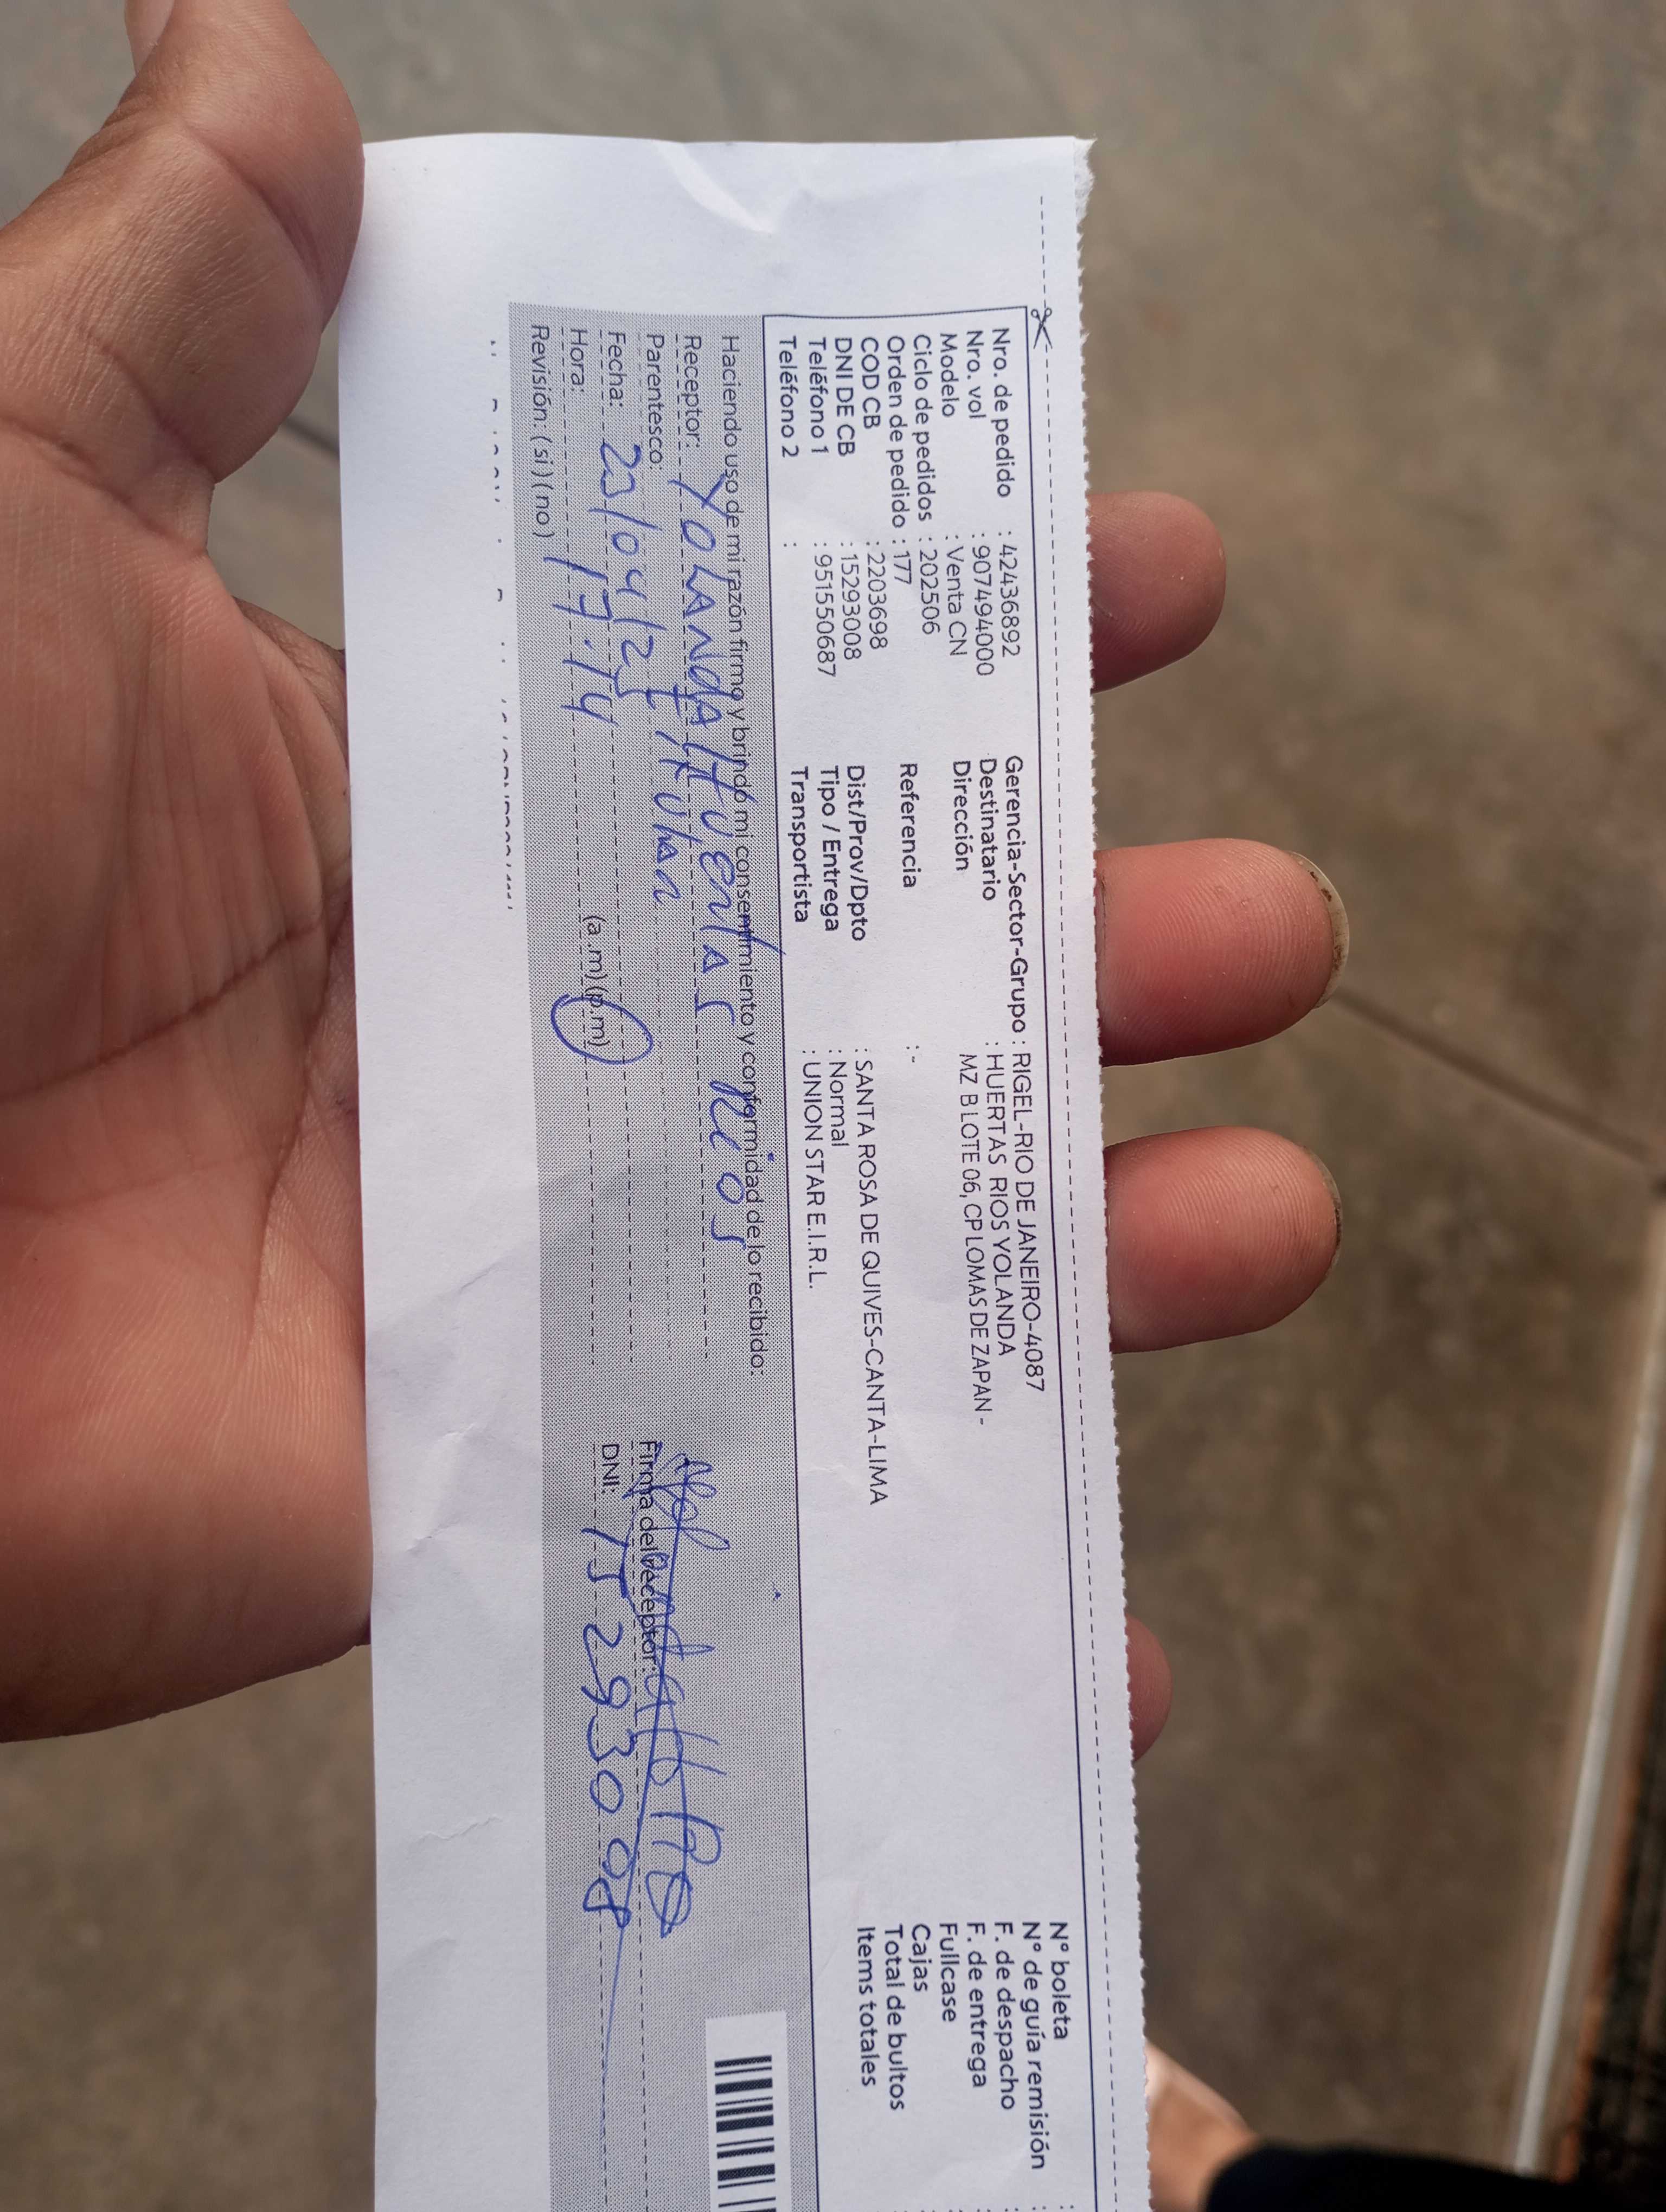 Nro. de pedido : 42436892
Nro. vol : 907494000
Modelo : Venta CN
Ciclo de pedidos : 202506
Orden de pedido : 177
COD CB : 2203698
DNI DE CB : 15293008
Teléfono 1 : 951550687
Teléfono 2 :
Gerencia-Sector-Grupo : RIGEL-RIO DE JANEIRO-4087
Destinatario : HUERTAS RIOS YOLANDA
Dirección MZ B LOTE 06, CP LOMAS DE ZAPAN -
Referencia : -
Dist/Prov/Dpto : SANTA ROSA DE QUIVES-CANTA-LIMA
Tipo / Entrega : Normal
Transportista : UNION STAR E.I.R.L.
N° boleta :
N° de guía remisión :
F. de despacho :
F. de entrega
Fullcase
Cajas
Total de bultos
Items totales
Haciendo uso de mi razón firmo y brindo mi consentimiento y conformidad de lo recibido:
Receptor: YOLANDA HUERTAS RIOS
Parentesco: Titular
Fecha: 23/04/25
Hora: 17:14 (a.m) (p.m)
Revisión: (si) (no)
Firma del receptor:
DNI: 15293008